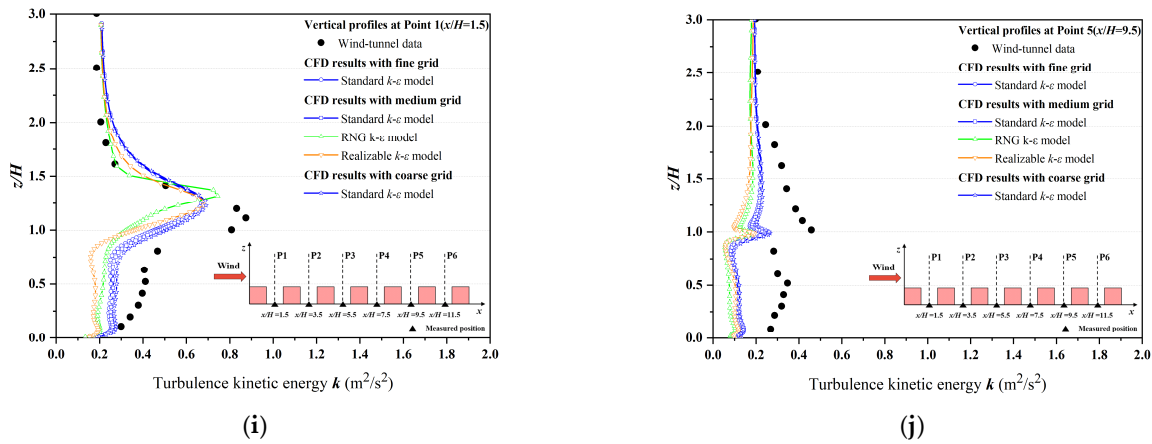 3.0
2.5
2.0
1.5
1.0
0.5
0.0
z/H
Vertical profiles at Point 1(x/H=1.5)
Wind-tunnel data
CFD results with fine grid
Standard k-ε model
CFD results with medium grid
Standard k-ε model
RNG k-ε model
Realizable k-ε model
CFD results with coarse grid
Standard k-ε model
z
P1 P2 P3 P4 P5 P6
Wind
x
x/H=1.5 x/H=3.5 x/H=5.5 x/H=7.5 x/H=9.5 x/H=11.5
▲ Measured position
0.0 0.2 0.4 0.6 0.8 1.0 1.2 1.4 1.6 1.8 2.0
Turbulence kinetic energy k (m²/s²)
(i)
3.0
2.5
2.0
1.5
1.0
0.5
0.0
z/H
Vertical profiles at Point 5(x/H=9.5)
Wind-tunnel data
CFD results with fine grid
Standard k-ε model
CFD results with medium grid
Standard k-ε model
RNG k-ε model
Realizable k-ε model
CFD results with coarse grid
Standard k-ε model
z
P1 P2 P3 P4 P5 P6
Wind
x
x/H=1.5 x/H=3.5 x/H=5.5 x/H=7.5 x/H=9.5 x/H=11.5
▲ Measured position
0.0 0.2 0.4 0.6 0.8 1.0 1.2 1.4 1.6 1.8 2.0
Turbulence kinetic energy k (m²/s²)
(j)